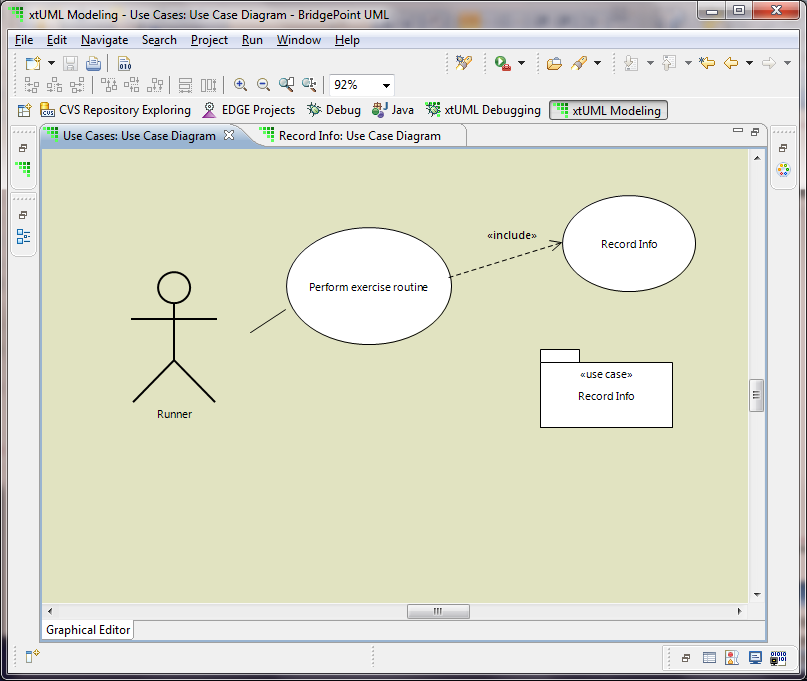 xtUML Modeling - Use Cases: Use Case Diagram - BridgePoint UML
File Edit Navigate Search Project Run Window Help
010
92%
CVS Repository Exploring EDGE Projects Debug Java xtUML Debugging xtUML Modeling
Use Cases: Use Case Diagram Record Info: Use Case Diagram
«include»
Record Info
Perform exercise routine
«use case»
Record Info
Runner
Graphical Editor